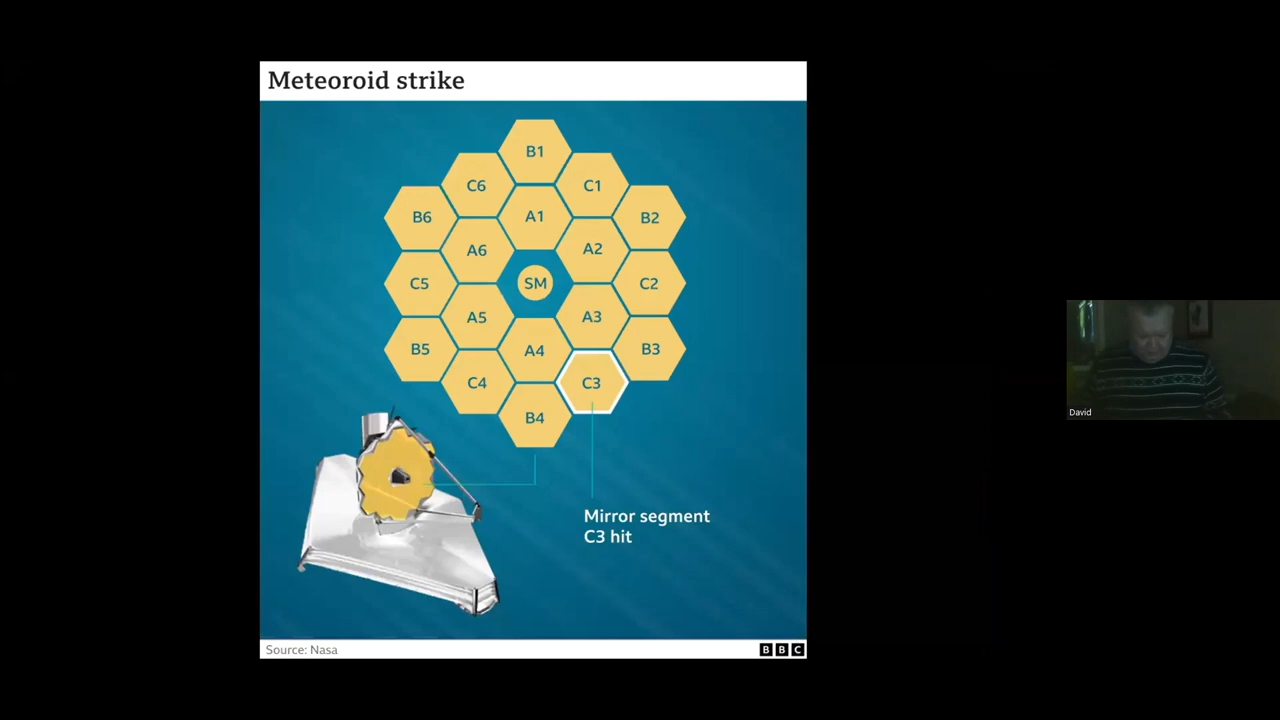 Meteoroid strike
B1
C6
C1
B6
A1
B2
A6
A2
C5
SM
C2
A5
A3
B5
A4
B3
C4
C3
B4
Mirror segment
C3 hit
David
Source: Nasa
BBC